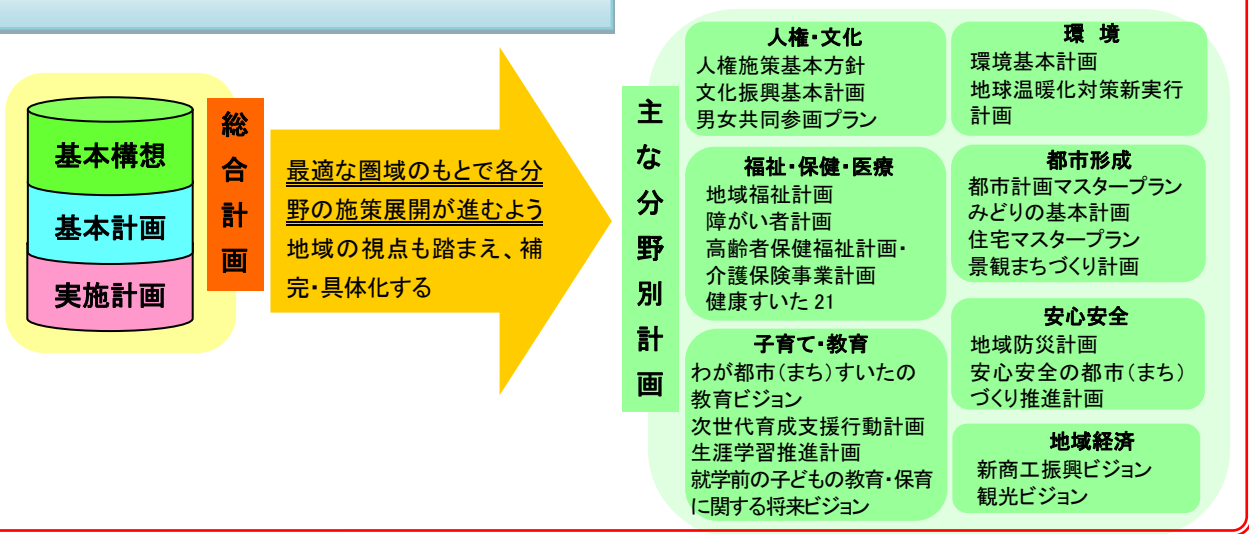 基本構想
基本計画
実施計画
総合計画
最適な圏域のもとで各分
野の施策展開が進むよう
地域の視点も踏まえ、補
完・具体化する
主な分野別計画
人権・文化
人権施策基本方針
文化振興基本計画
男女共同参画プラン
福祉・保健・医療
地域福祉計画
障がい者計画
高齢者保健福祉計画・
介護保険事業計画
健康すいた 21
子育て・教育
わが都市(まち)すいたの
教育ビジョン
次世代育成支援行動計画
生涯学習推進計画
就学前の子どもの教育・保育
に関する将来ビジョン
環 境
環境基本計画
地球温暖化対策新実行
計画
都市形成
都市計画マスタープラン
みどりの基本計画
住宅マスタープラン
景観まちづくり計画
安心安全
地域防災計画
安心安全の都市(まち)
づくり推進計画
地域経済
新商工振興ビジョン
観光ビジョン